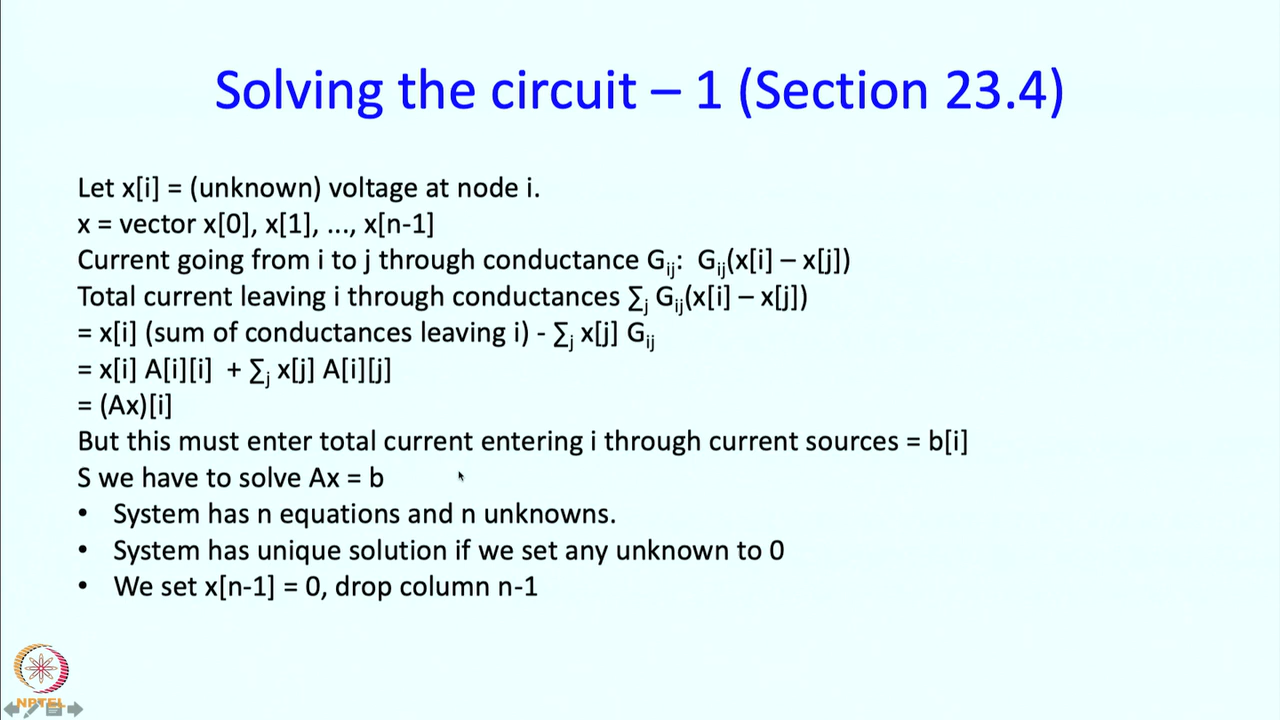 Solving the circuit – 1 (Section 23.4)
Let x[i] = (unknown) voltage at node i.
x = vector x[0], x[1], ..., x[n-1]
Current going from i to j through conductance Gij: Gij(x[i] – x[j])
Total current leaving i through conductances ∑j Gij(x[i] – x[j])
= x[i] (sum of conductances leaving i) - ∑j x[j] Gij
= x[i] A[i][i] + ∑j x[j] A[i][j]
= (Ax)[i]
But this must enter total current entering i through current sources = b[i]
S we have to solve Ax = b
• System has n equations and n unknowns.
• System has unique solution if we set any unknown to 0
• We set x[n-1] = 0, drop column n-1
NPTEL